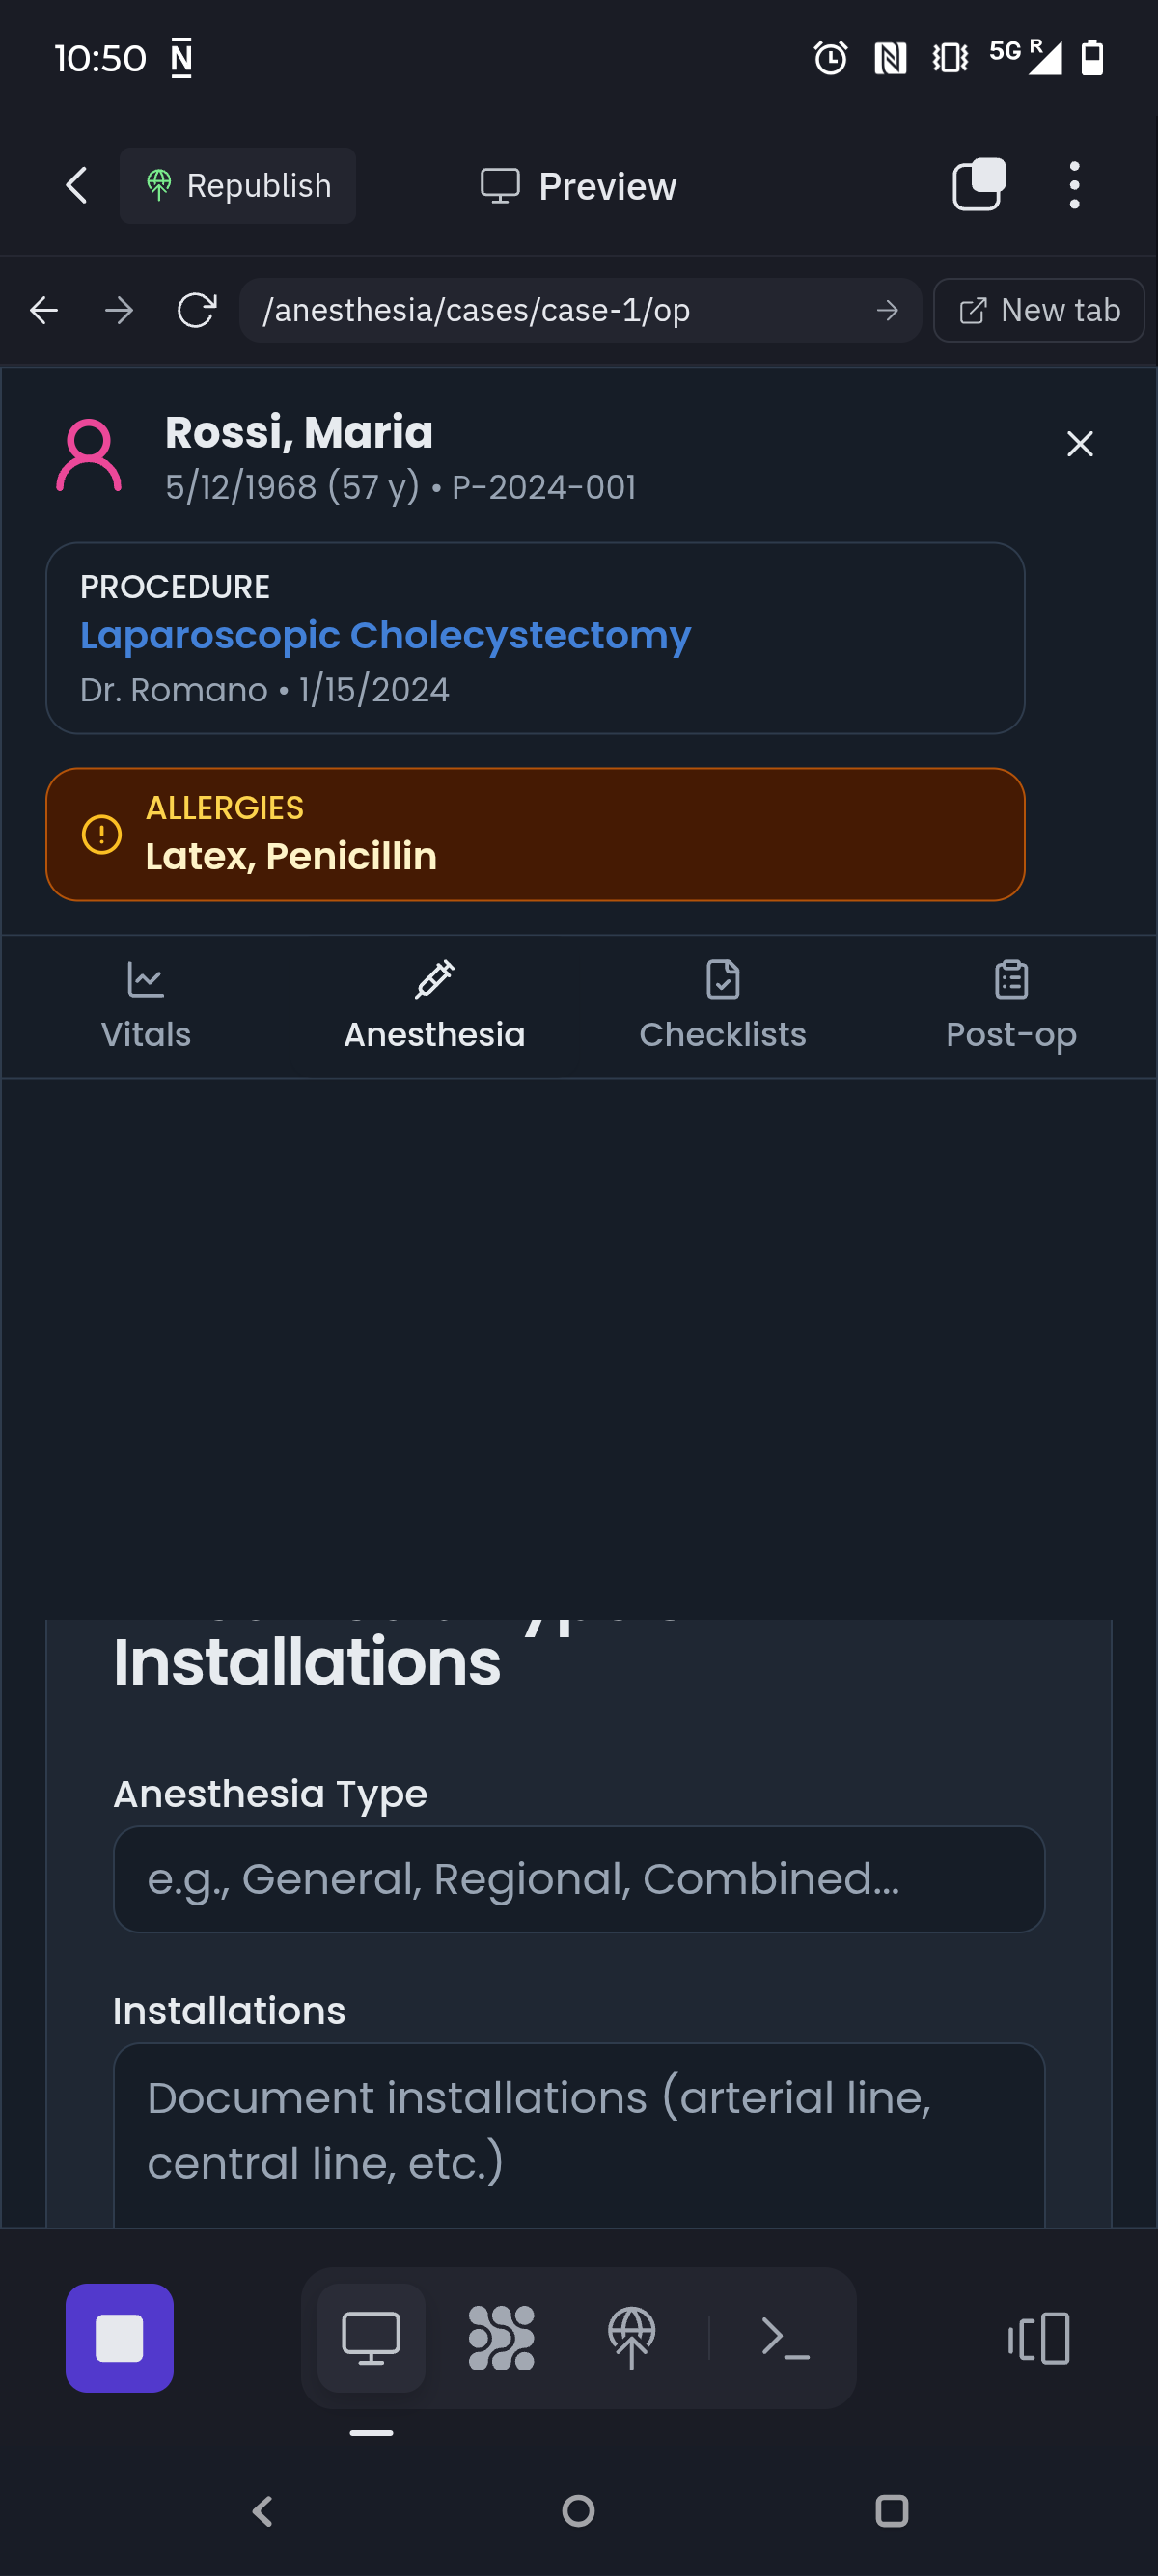 10:50 N
5G R
Republish
Preview
/anesthesia/cases/case-1/op
New tab
Rossi, Maria
5/12/1968 (57 y) • P-2024-001
PROCEDURE
Laparoscopic Cholecystectomy
Dr. Romano • 1/15/2024
ALLERGIES
Latex, Penicillin
Vitals
Anesthesia
Checklists
Post-op
Installations
Anesthesia Type
e.g., General, Regional, Combined...
Installations
Document installations (arterial line,
central line, etc.)